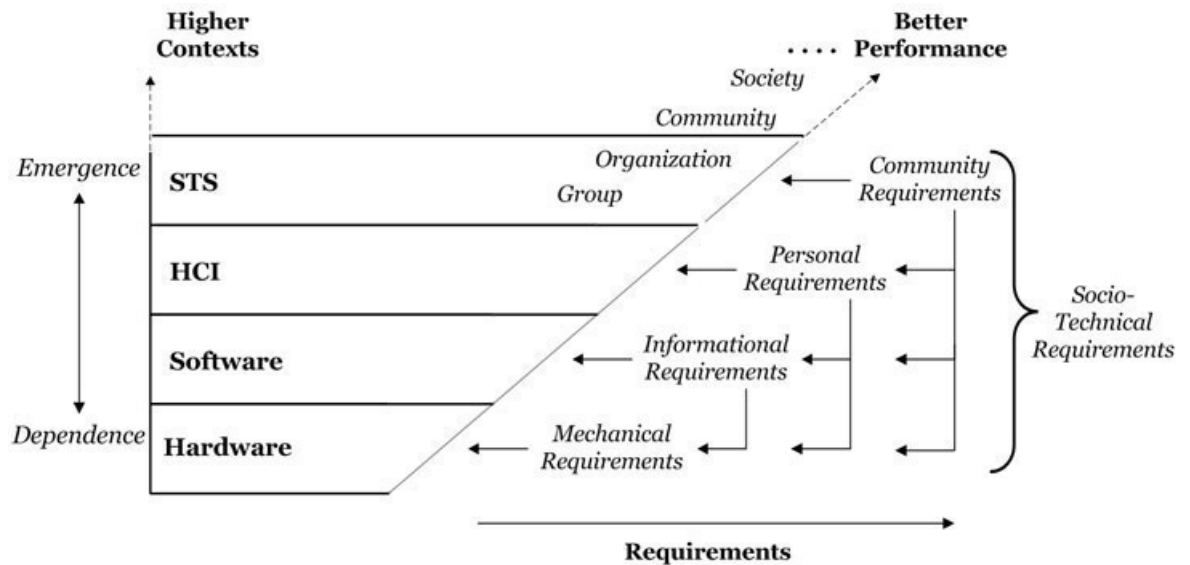 Higher
Contexts
. . . .
Better
Performance
Society
Community
Emergence
STS
Organization
Group
Community
Requirements
HCI
Personal
Requirements
Socio-
Technical
Requirements
Software
Informational
Requirements
Dependence
Hardware
Mechanical
Requirements
Requirements